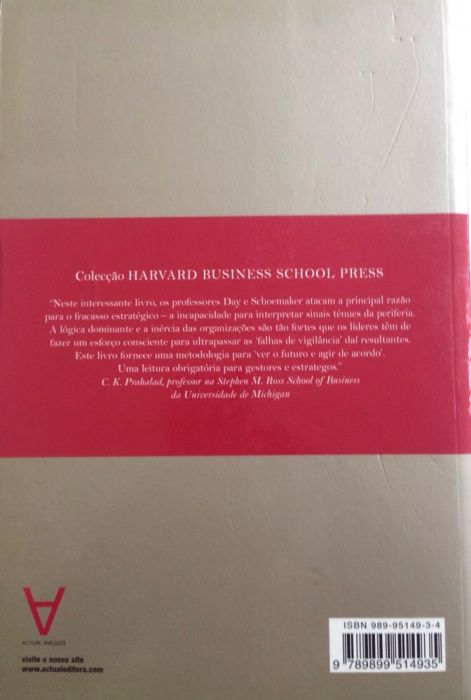 Colecção HARVARD BUSINESS SCHOOL PRESS
“Neste interessante livro, os professores Day e Schoemaker atacam a principal razão
para o fracasso estratégico – a incapacidade para interpretar sinais ténues da periferia.
A lógica dominante e a inércia das organizações são tão fortes que os líderes têm de
fazer um esforço consciente para ultrapassar as ‘falhas de vigilância’ daí resultantes.
Este livro fornece uma metodologia para ‘ver o futuro e agir de acordo’.
Uma leitura obrigatória para gestores e estrategos.”
C. K. Prahalad, professor na Stephen M. Ross School of Business
da Universidade de Michigan
ISBN 989-95149-3-4
ACTUAL
visite o nosso site
www.actualeditora.com
9 789899 514935